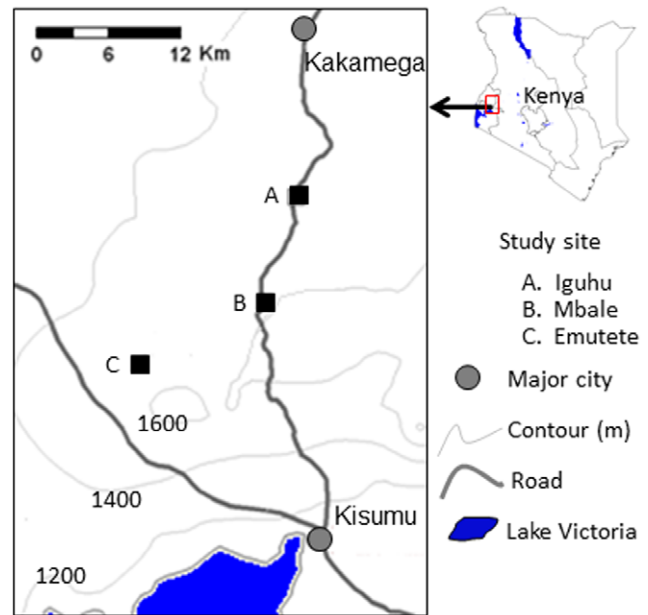 0 6 12 Km
Kakamega
A
B
C
1600
1400
Kisumu
1200
Kenya
Study site
A. Iguhu
B. Mbale
C. Emutete
Major city
Contour (m)
Road
Lake Victoria